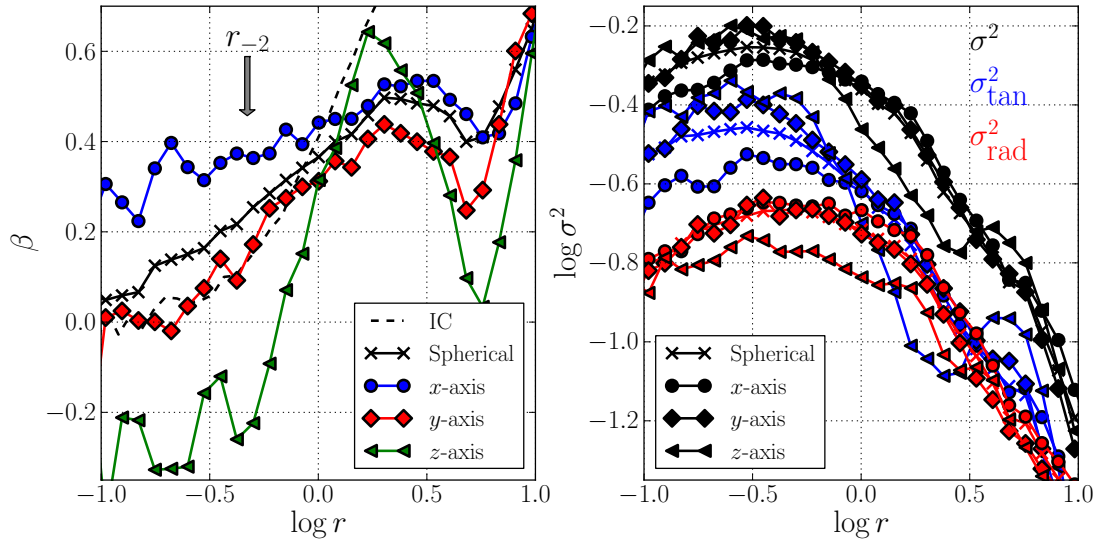 0.6
0.4
0.2
0.0
−0.2
β
r₋₂
IC
Spherical
x-axis
y-axis
z-axis
−1.0 −0.5 0.0 0.5 1.0
log r
−0.2
−0.4
−0.6
−0.8
−1.0
−1.2
log σ²
σ²
σ²tan
σ²rad
Spherical
x-axis
y-axis
z-axis
−1.0 −0.5 0.0 0.5 1.0
log r